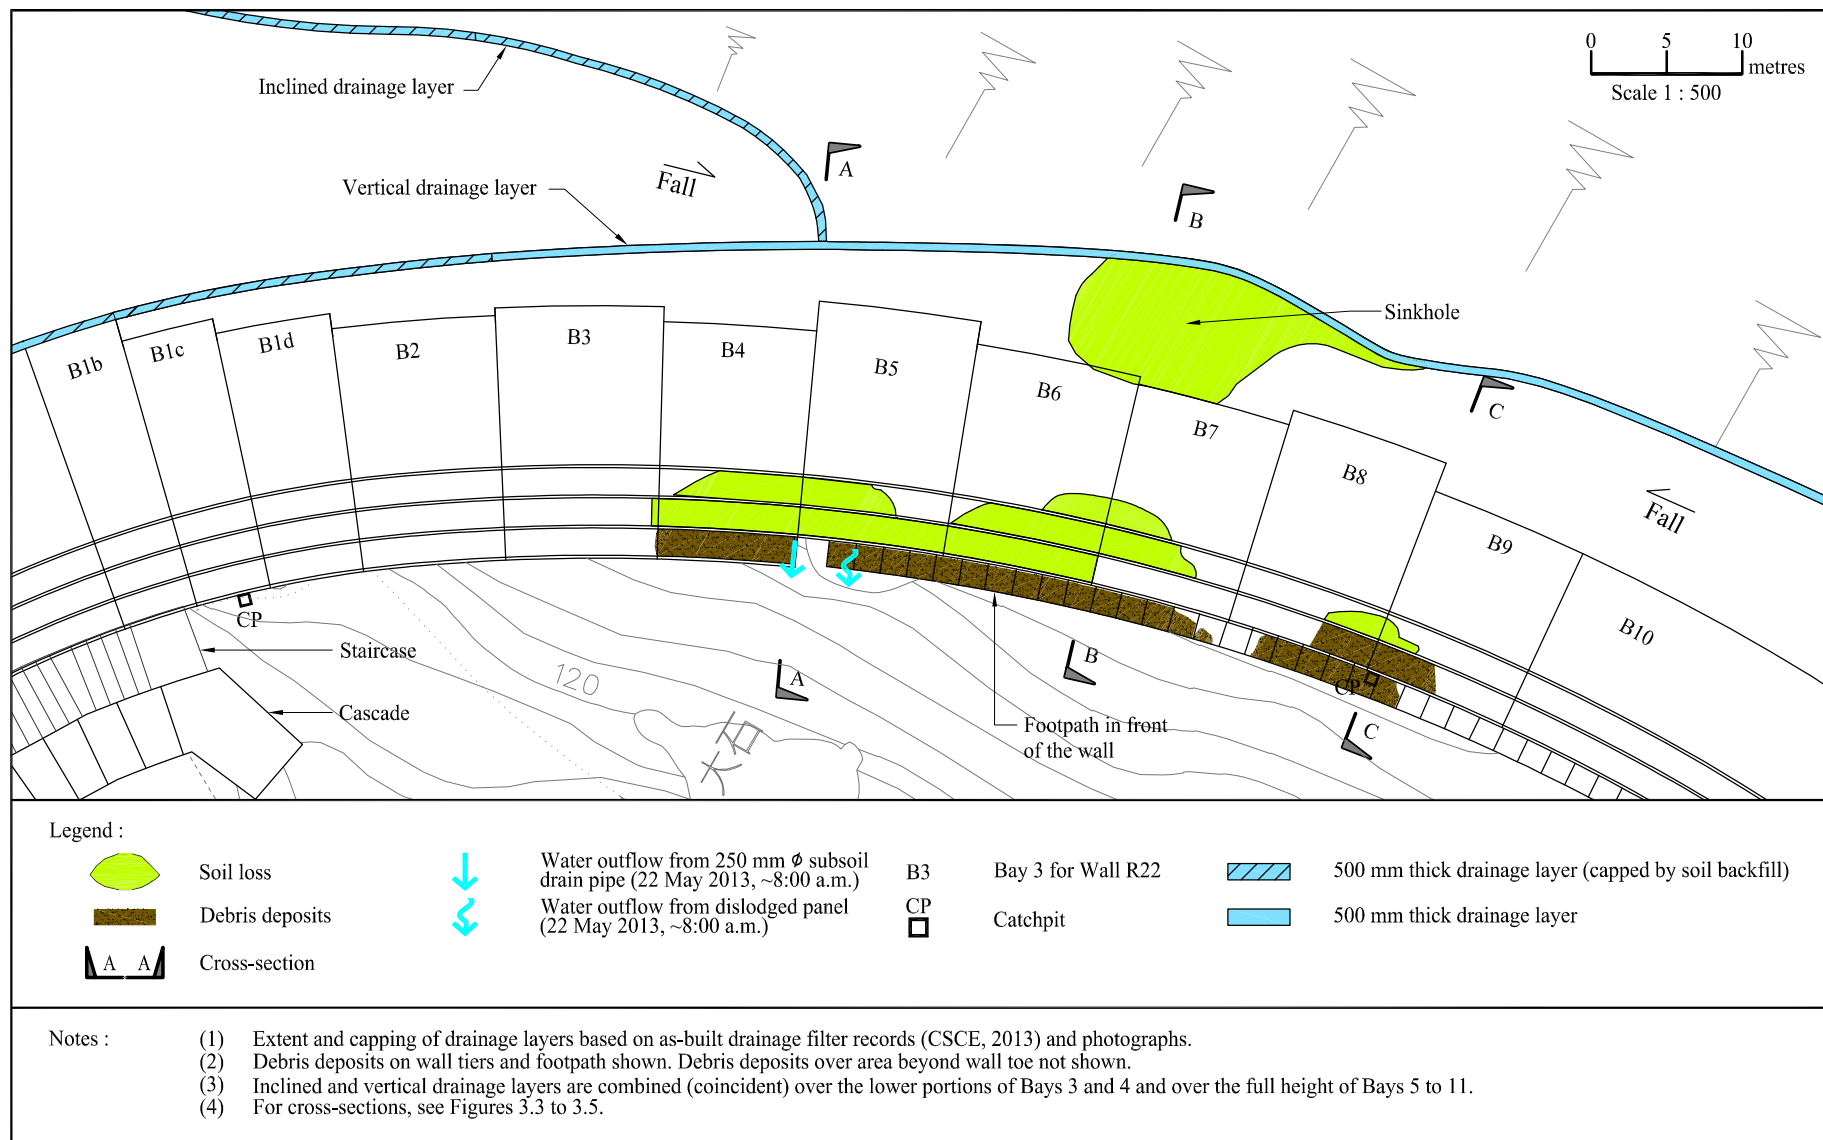 0 5 10
metres
Scale 1 : 500
Inclined drainage layer
A
Fall
Vertical drainage layer
B
Sinkhole
B1b
B1c
B1d
B2
B3
B4
B5
B6
B7
B8
B9
B10
C
Fall
CP
Staircase
120
A
B
CP
Cascade
大石
Footpath in front
of the wall
C
Legend :
Soil loss
Debris deposits
A A Cross-section
Water outflow from 250 mm ϕ subsoil
drain pipe (22 May 2013, ~8:00 a.m.)
Water outflow from dislodged panel
(22 May 2013, ~8:00 a.m.)
B3 Bay 3 for Wall R22
CP
Catchpit
500 mm thick drainage layer (capped by soil backfill)
500 mm thick drainage layer
Notes :
(1) Extent and capping of drainage layers based on as-built drainage filter records (CSCE, 2013) and photographs.
(2) Debris deposits on wall tiers and footpath shown. Debris deposits over area beyond wall toe not shown.
(3) Inclined and vertical drainage layers are combined (coincident) over the lower portions of Bays 3 and 4 and over the full height of Bays 5 to 11.
(4) For cross-sections, see Figures 3.3 to 3.5.